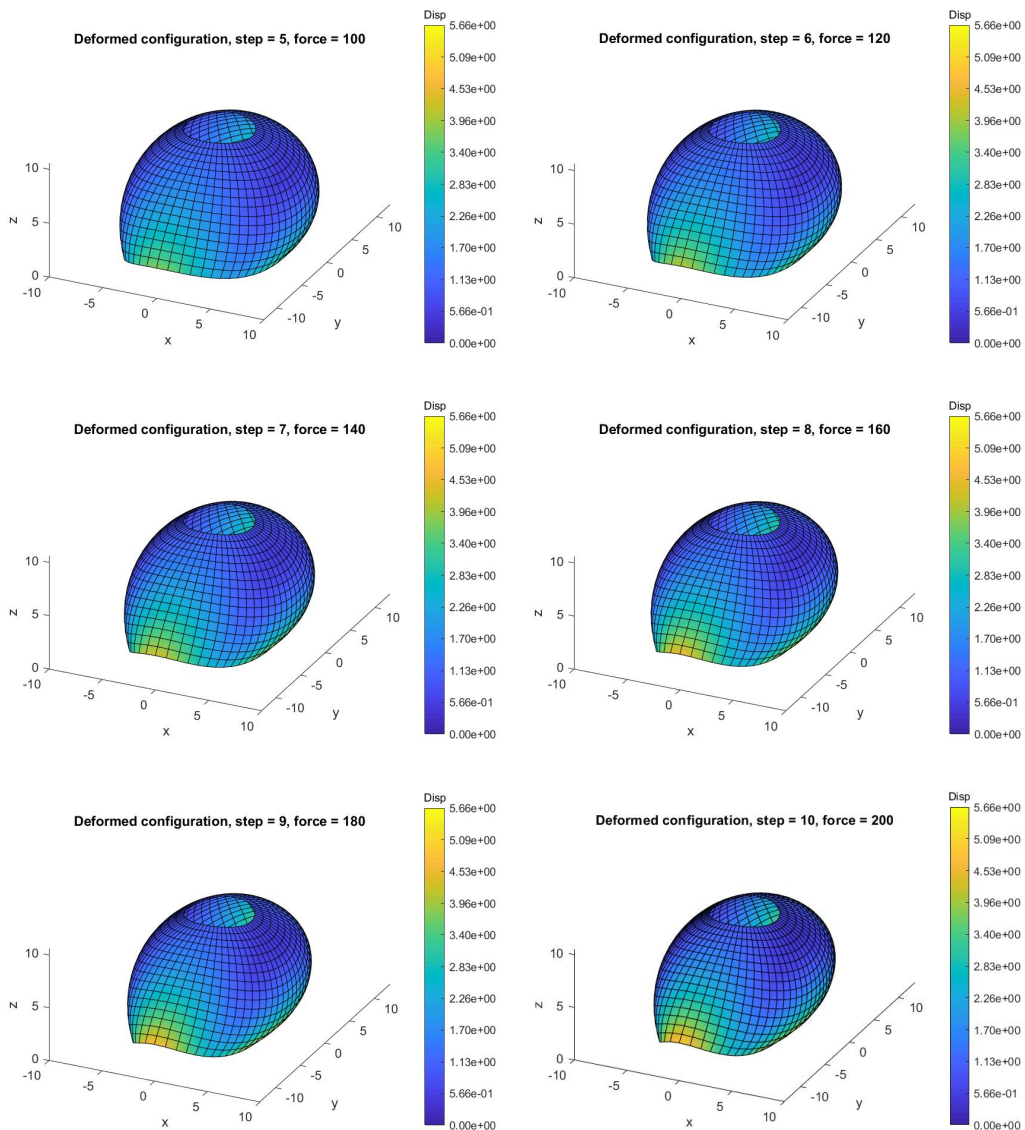 Deformed configuration, step = 5, force = 100
Disp
5.66e+00
5.09e+00
4.53e+00
3.96e+00
3.40e+00
2.83e+00
2.26e+00
1.70e+00
1.13e+00
5.66e-01
0.00e+00
10
5
0
z
-10
-5
0
5
10
x
-10
-5
0
5
10
y
Deformed configuration, step = 6, force = 120
Disp
5.66e+00
5.09e+00
4.53e+00
3.96e+00
3.40e+00
2.83e+00
2.26e+00
1.70e+00
1.13e+00
5.66e-01
0.00e+00
10
5
0
z
-10
-5
0
5
10
x
-10
-5
0
5
10
y
Deformed configuration, step = 7, force = 140
Disp
5.66e+00
5.09e+00
4.53e+00
3.96e+00
3.40e+00
2.83e+00
2.26e+00
1.70e+00
1.13e+00
5.66e-01
0.00e+00
10
5
0
z
-10
-5
0
5
10
x
-10
-5
0
5
10
y
Deformed configuration, step = 8, force = 160
Disp
5.66e+00
5.09e+00
4.53e+00
3.96e+00
3.40e+00
2.83e+00
2.26e+00
1.70e+00
1.13e+00
5.66e-01
0.00e+00
10
5
0
z
-10
-5
0
5
10
x
-10
-5
0
5
10
y
Deformed configuration, step = 9, force = 180
Disp
5.66e+00
5.09e+00
4.53e+00
3.96e+00
3.40e+00
2.83e+00
2.26e+00
1.70e+00
1.13e+00
5.66e-01
0.00e+00
10
5
0
z
-10
-5
0
5
10
x
-10
-5
0
5
10
y
Deformed configuration, step = 10, force = 200
Disp
5.66e+00
5.09e+00
4.53e+00
3.96e+00
3.40e+00
2.83e+00
2.26e+00
1.70e+00
1.13e+00
5.66e-01
0.00e+00
10
5
0
z
-10
-5
0
5
10
x
-10
-5
0
5
10
y